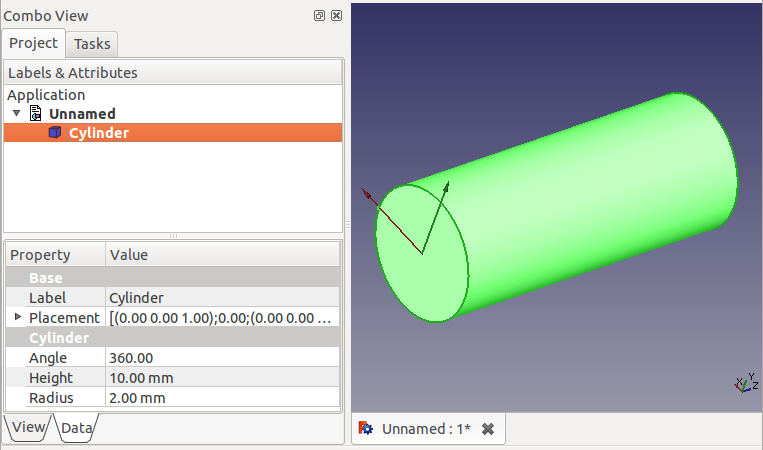 Combo View
Project Tasks
Labels & Attributes
Application
Unnamed
Cylinder
Property Value
Base
Label Cylinder
Placement [(0.00 0.00 1.00);0.00;(0.00 0.00 ...
Cylinder
Angle 360.00
Height 10.00 mm
Radius 2.00 mm
View Data
X Y Z
Unnamed : 1*